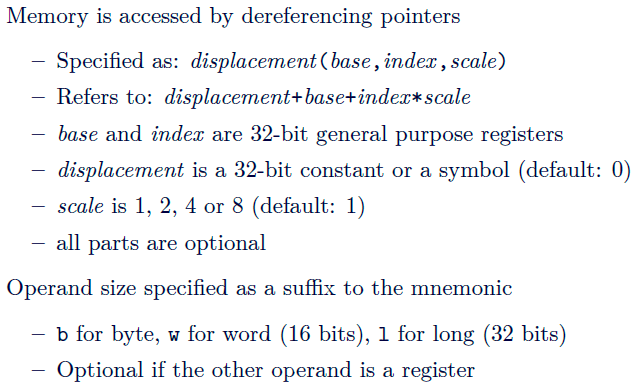 Memory is accessed by dereferencing pointers
– Specified as: displacement(base,index,scale)
– Refers to: displacement+base+index*scale
– base and index are 32-bit general purpose registers
– displacement is a 32-bit constant or a symbol (default: 0)
– scale is 1, 2, 4 or 8 (default: 1)
– all parts are optional
Operand size specified as a suffix to the mnemonic
– b for byte, w for word (16 bits), l for long (32 bits)
– Optional if the other operand is a register